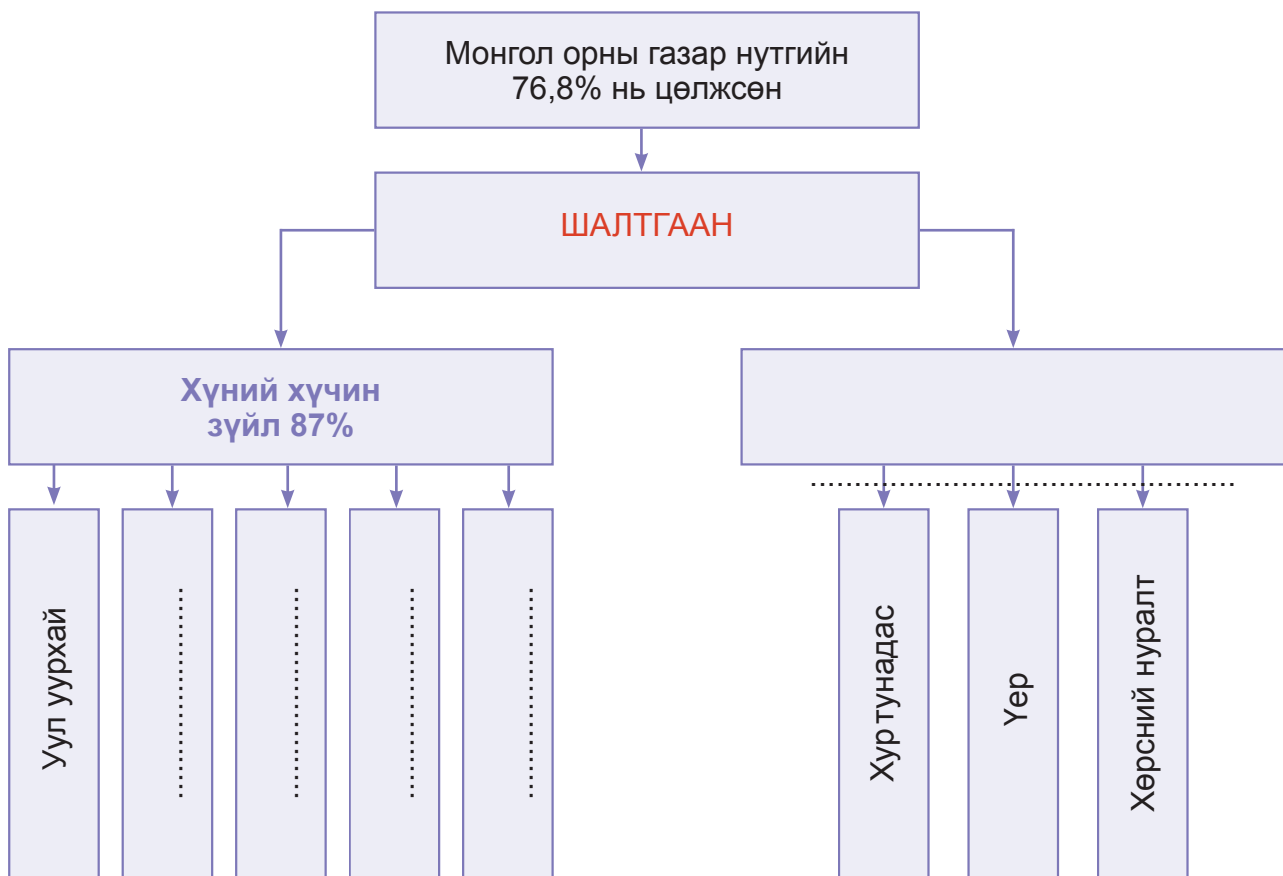 Монгол орны газар нутгийн
76,8% нь цөлжсөн
ШАЛТГААН
Хүний хүчин
зүйл 87%
Уул уурхай
Хур тунадас
Үер
Хөрсний нуралт